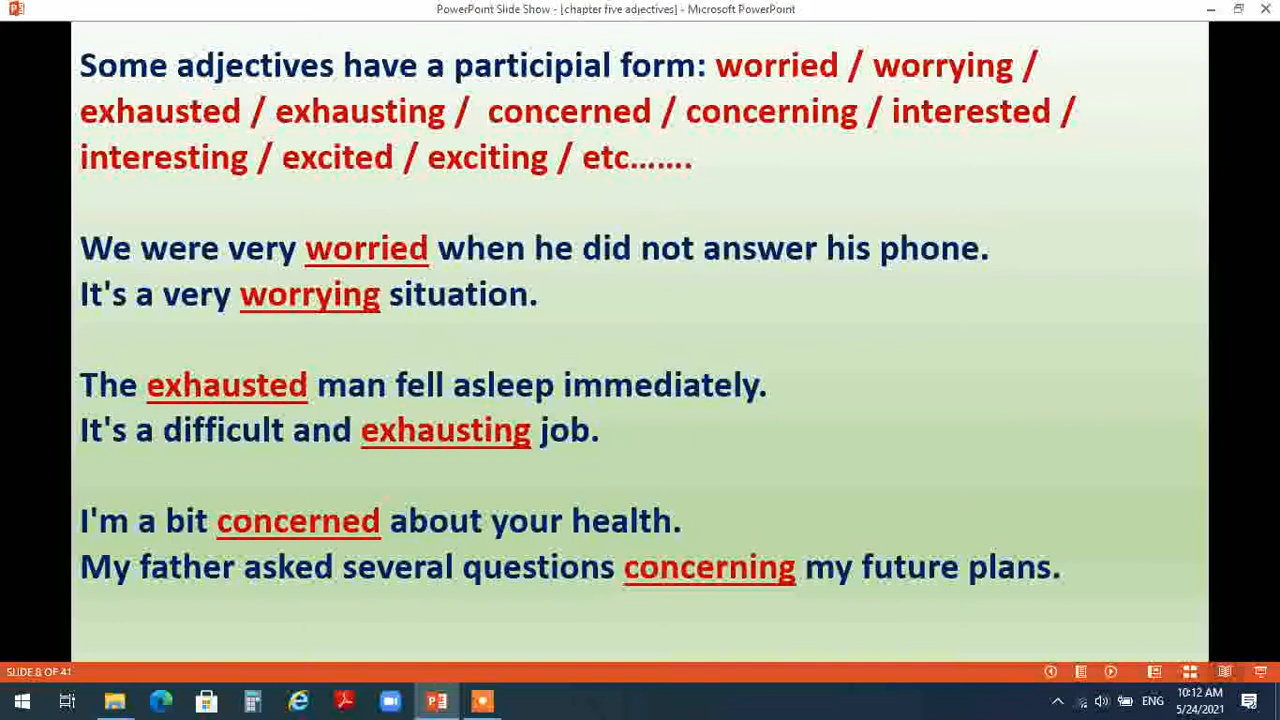 PowerPoint Slide Show - [chapter five adjectives] - Microsoft PowerPoint
Some adjectives have a participial form: worried / worrying /
exhausted / exhausting / concerned / concerning / interested /
interesting / excited / exciting / etc.......
We were very worried when he did not answer his phone.
It's a very worrying situation.
The exhausted man fell asleep immediately.
It's a difficult and exhausting job.
I'm a bit concerned about your health.
My father asked several questions concerning my future plans.
SLIDE 8 OF 41
ENG
10:12 AM
5/24/2021